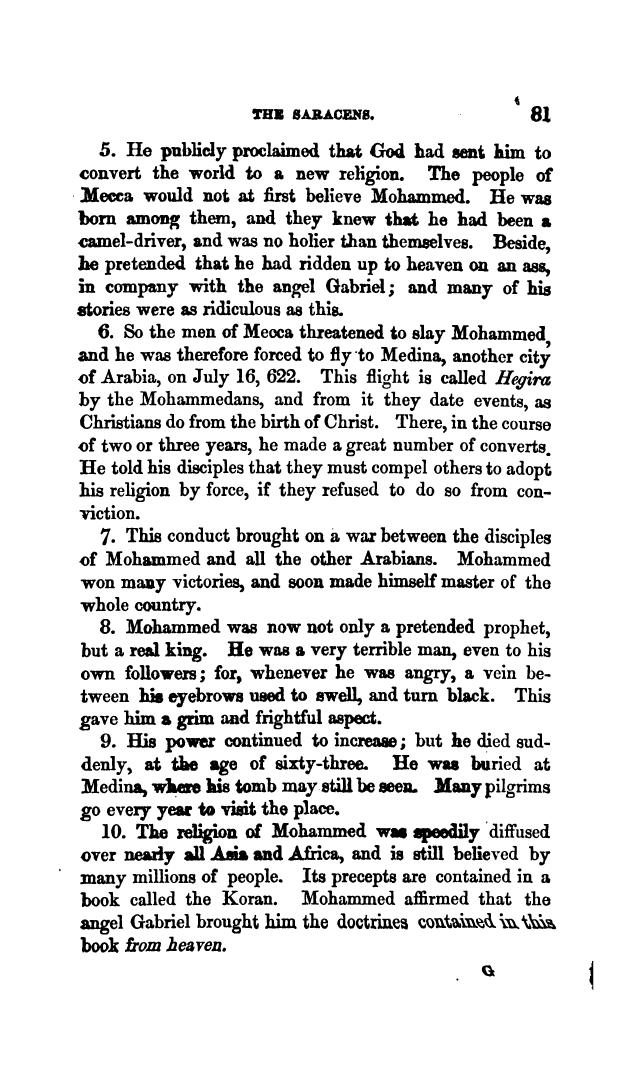 THE SARACENS. 81
5. He publicly proclaimed that God had sent him to
convert the world to a new religion. The people of
Mecca would not at first believe Mohammed. He was
born among them, and they knew that he had been a
camel-driver, and was no holier than themselves. Beside,
he pretended that he had ridden up to heaven on an ass,
in company with the angel Gabriel; and many of his
stories were as ridiculous as this.
6. So the men of Mecca threatened to slay Mohammed,
and he was therefore forced to fly to Medina, another city
of Arabia, on July 16, 622. This flight is called Hegira
by the Mohammedans, and from it they date events, as
Christians do from the birth of Christ. There, in the course
of two or three years, he made a great number of converts.
He told his disciples that they must compel others to adopt
his religion by force, if they refused to do so from con-
viction.
7. This conduct brought on a war between the disciples
of Mohammed and all the other Arabians. Mohammed
won many victories, and soon made himself master of the
whole country.
8. Mohammed was now not only a pretended prophet,
but a real king. He was a very terrible man, even to his
own followers; for, whenever he was angry, a vein be-
tween his eyebrows used to swell, and turn black. This
gave him a grim and frightful aspect.
9. His power continued to increase; but he died sud-
denly, at the age of sixty-three. He was buried at
Medina, where his tomb may still be seen. Many pilgrims
go every year to visit the place.
10. The religion of Mohammed was speedily diffused
over nearly all Asia and Africa, and is still believed by
many millions of people. Its precepts are contained in a
book called the Koran. Mohammed affirmed that the
angel Gabriel brought him the doctrines contained in this
book from heaven.
G